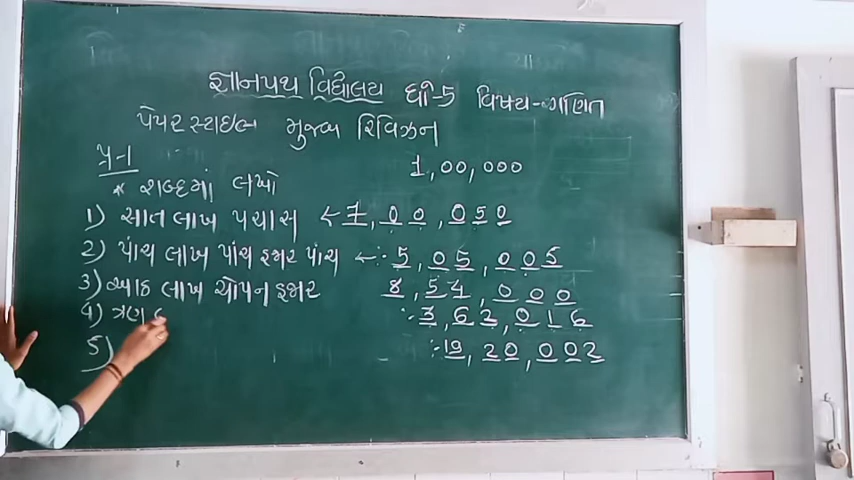 જ્ઞાનપથ વિદ્યાલય ધો-5 વિષય-ગણિત
પેપર સ્ટાઇલ મુજબ રિવિઝન
પ્ર-1
1,00,000
* શબ્દમાં લખો
1) સાત લાખ પચાસ ← 7,00,050
2) પાંચ લાખ પાંચ હજાર પાંચ ← 5,05,005
3) આઠ લાખ ચોપન હજાર 8,54,000
4) ત્રણ 3,62,016
5) 19,20,002